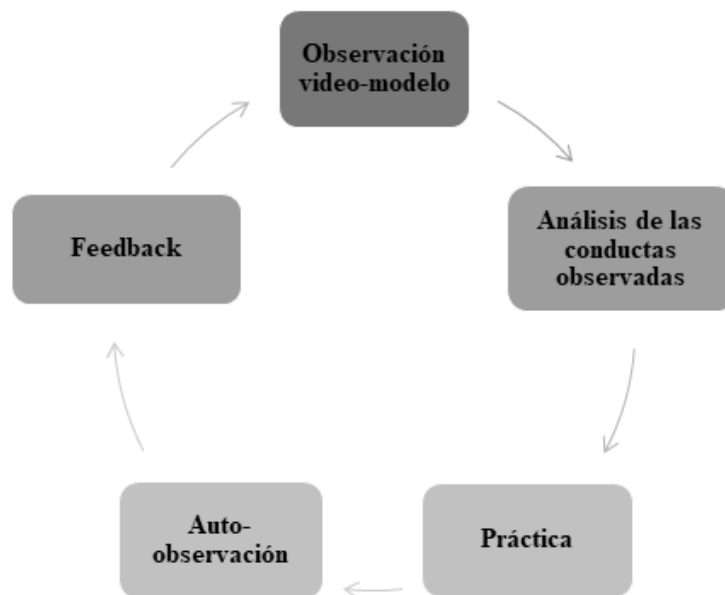 Observación
video-modelo
Análisis de las
conductas
observadas
Práctica
Auto-
observación
Feedback